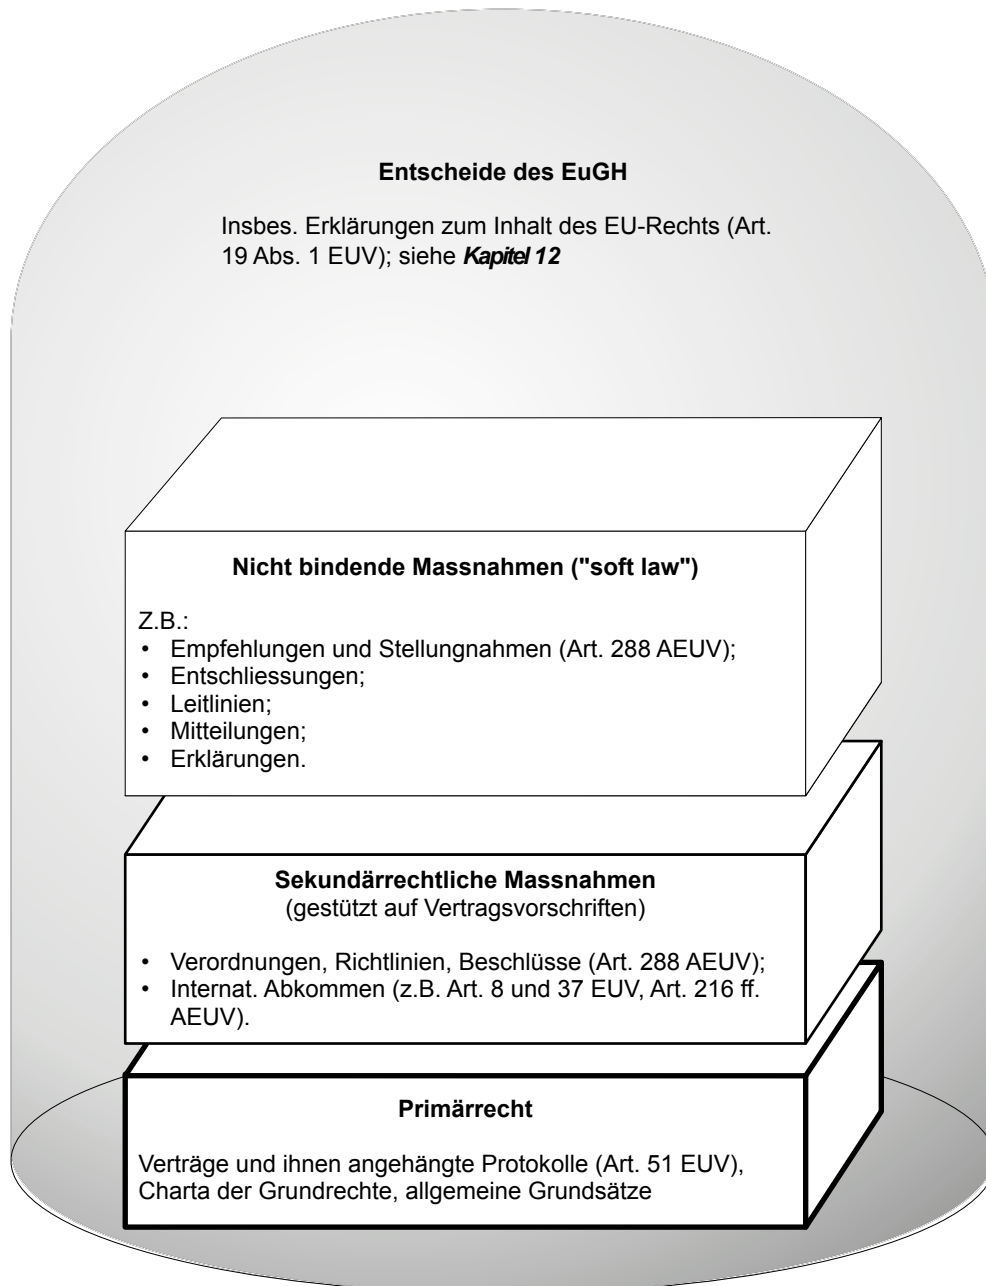 Entscheide des EuGH
Insbes. Erklärungen zum Inhalt des EU-Rechts (Art.
19 Abs. 1 EUV); siehe Kapitel 12
Nicht bindende Massnahmen ("soft law")
Z.B.:
• Empfehlungen und Stellungnahmen (Art. 288 AEUV);
• Entschliessungen;
• Leitlinien;
• Mitteilungen;
• Erklärungen.
Sekundärrechtliche Massnahmen
(gestützt auf Vertragsvorschriften)
• Verordnungen, Richtlinien, Beschlüsse (Art. 288 AEUV);
• Internat. Abkommen (z.B. Art. 8 und 37 EUV, Art. 216 ff.
AEUV).
Primärrecht
Verträge und ihnen angehängte Protokolle (Art. 51 EUV),
Charta der Grundrechte, allgemeine Grundsätze